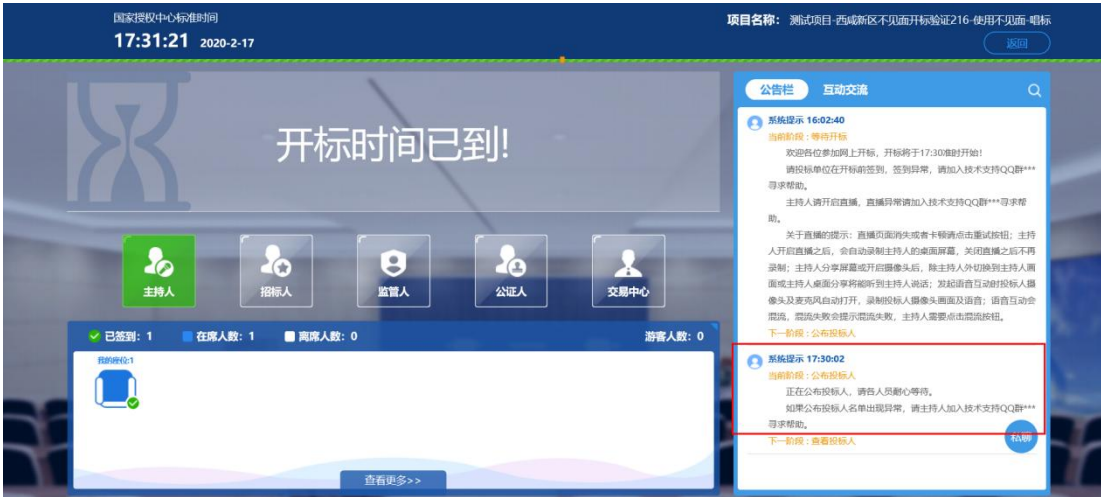 国家授权中心标准时间
17:31:21 2020-2-17
项目名称： 测试项目-西咸新区不见面开标验证216-使用不见面-唱标
返回
开标时间已到!
主持人
招标人
监管人
公证人
交易中心
已签到：1 在席人数：1 离席人数：0 游客人数：0
我的座位:1
查看更多>>
公告栏 互动交流
系统提示 16:02:40
当前阶段 : 等待开标
欢迎各位参加网上开标，开标将于17:30准时开始!
请投标单位在开标前签到，签到异常，请加入技术支持QQ群***
寻求帮助。
主持人请开启直播，直播异常请加入技术支持QQ群***寻求帮
助。
关于直播的提示：直播页面消失或者卡顿请点击重试按钮；主持
人开启直播之后，会自动录制主持人的桌面屏幕，关闭直播之后不再
录制；主持人分享屏幕或开启摄像头后，除主持人外切换到主持人画
面或主持人桌面分享将能听到主持人说话；发起语音互动时投标人摄
像头及麦克风自动打开，录制投标人摄像头画面及语音；语音互动会
混流，混流失败会提示混流失败，主持人需要点击混流按钮。
下一阶段 : 公布投标人
系统提示 17:30:02
当前阶段 : 公布投标人
正在公布投标人，请各人员耐心等待。
如果公布投标人名单出现异常，请主持人加入技术支持QQ群***
寻求帮助。
下一阶段 : 查看投标人
私聊